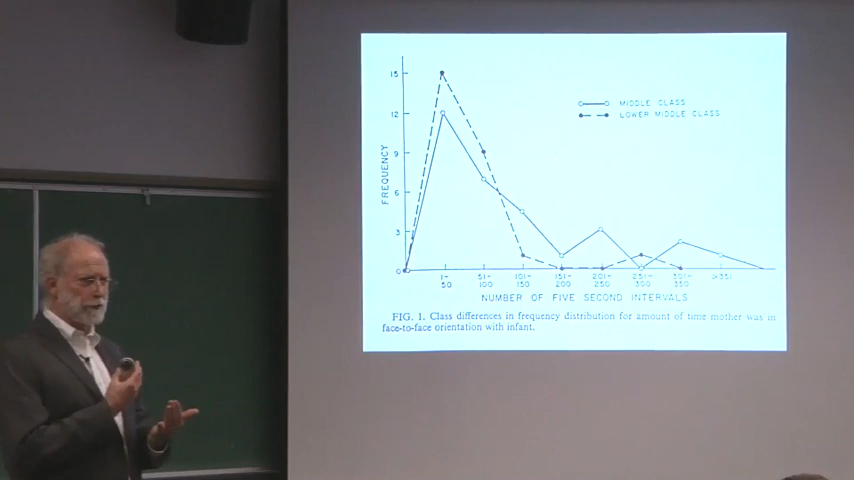 15
MIDDLE CLASS
LOWER MIDDLE CLASS
12
9
FREQUENCY
6
3
0
1- 51- 101- 151- 201- 251- 301- >351
50 100 150 200 250 300 350
NUMBER OF FIVE SECOND INTERVALS
FIG. 1. Class differences in frequency distribution for amount of time mother was in
face-to-face orientation with infant.